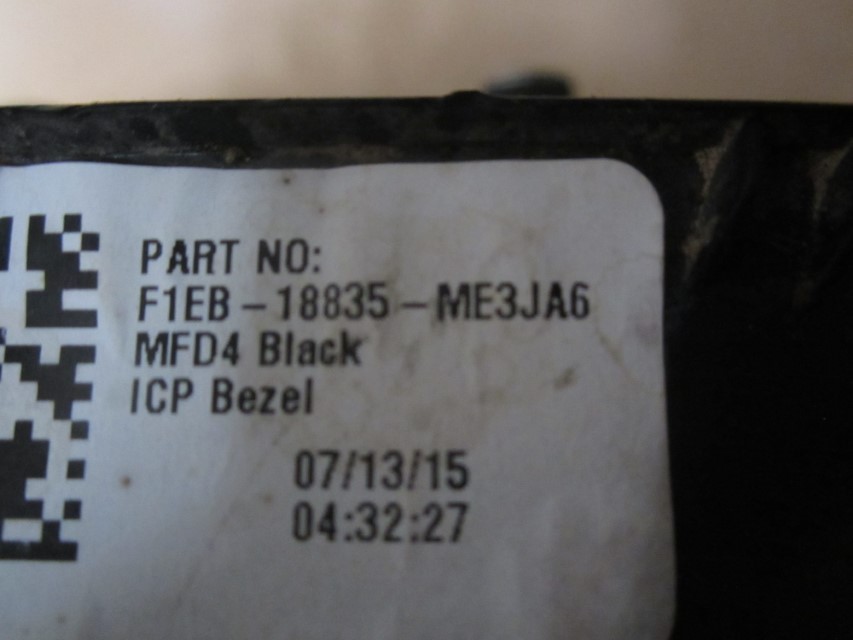 PART NO:
F1EB-18835-ME3JA6
MFD4 Black
ICP Bezel
07/13/15
04:32:27